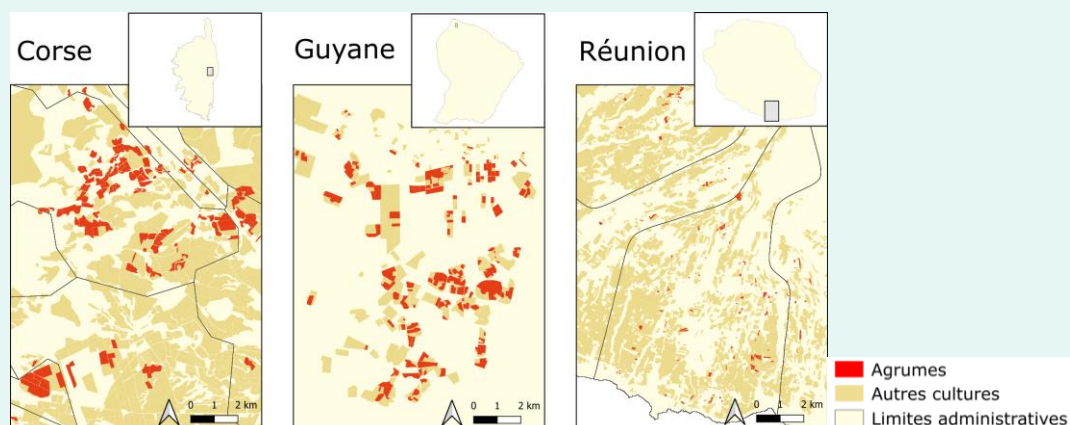 Corse
Guyane
Réunion
0 1 2 km
0 1 2 km
0 1 2 km
Agrumes
Autres cultures
Limites administratives